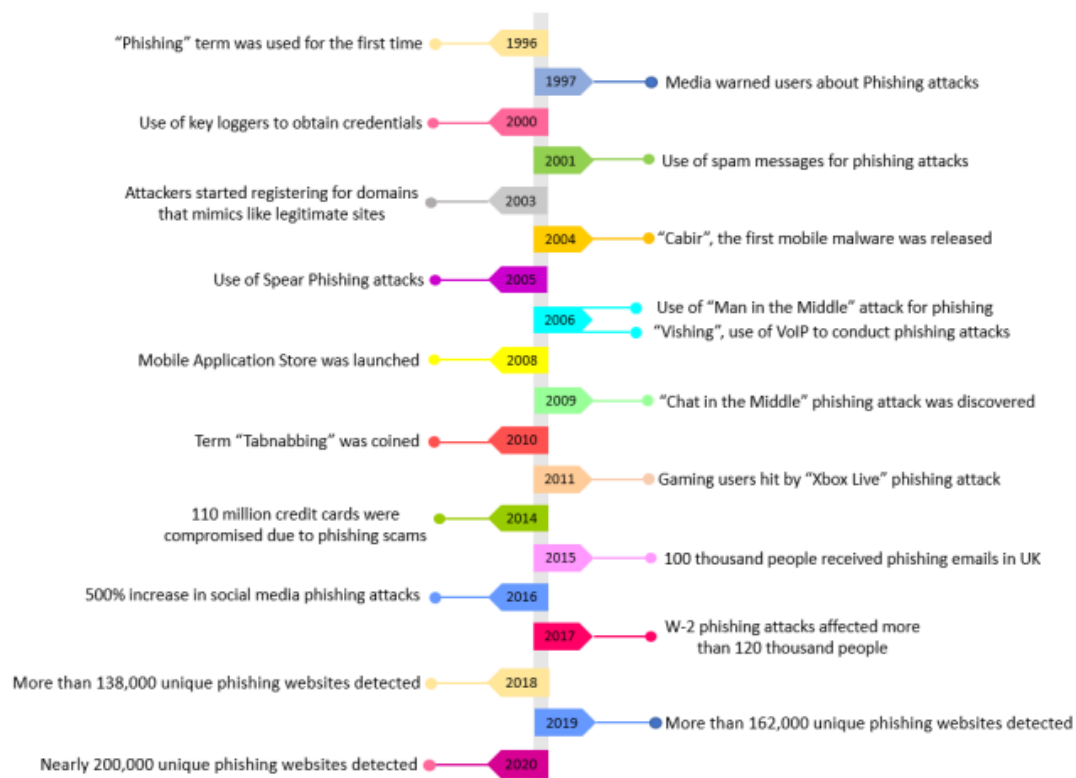 “Phishing” term was used for the first time
1996
1997
Media warned users about Phishing attacks
Use of key loggers to obtain credentials
2000
2001
Use of spam messages for phishing attacks
Attackers started registering for domains
that mimics like legitimate sites
2003
2004
“Cabir”, the first mobile malware was released
Use of Spear Phishing attacks
2005
2006
Use of “Man in the Middle” attack for phishing
“Vishing”, use of VoIP to conduct phishing attacks
Mobile Application Store was launched
2008
2009
“Chat in the Middle” phishing attack was discovered
Term “Tabnabbing” was coined
2010
2011
Gaming users hit by “Xbox Live” phishing attack
110 million credit cards were
compromised due to phishing scams
2014
2015
100 thousand people received phishing emails in UK
500% increase in social media phishing attacks
2016
2017
W-2 phishing attacks affected more
than 120 thousand people
More than 138,000 unique phishing websites detected
2018
2019
More than 162,000 unique phishing websites detected
Nearly 200,000 unique phishing websites detected
2020